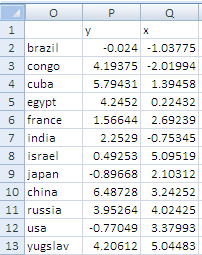 O P Q
1 y x
2 brazil -0.024 -1.03775
3 congo 4.19375 -2.01994
4 cuba 5.79431 1.39458
5 egypt 4.2452 0.22432
6 france 1.56644 2.69239
7 india 2.2529 -0.75345
8 israel 0.49253 5.09519
9 japan -0.89668 2.10312
10 china 6.48728 3.24252
11 russia 3.95264 4.02425
12 usa -0.77049 3.37993
13 yugslav 4.20612 5.04483